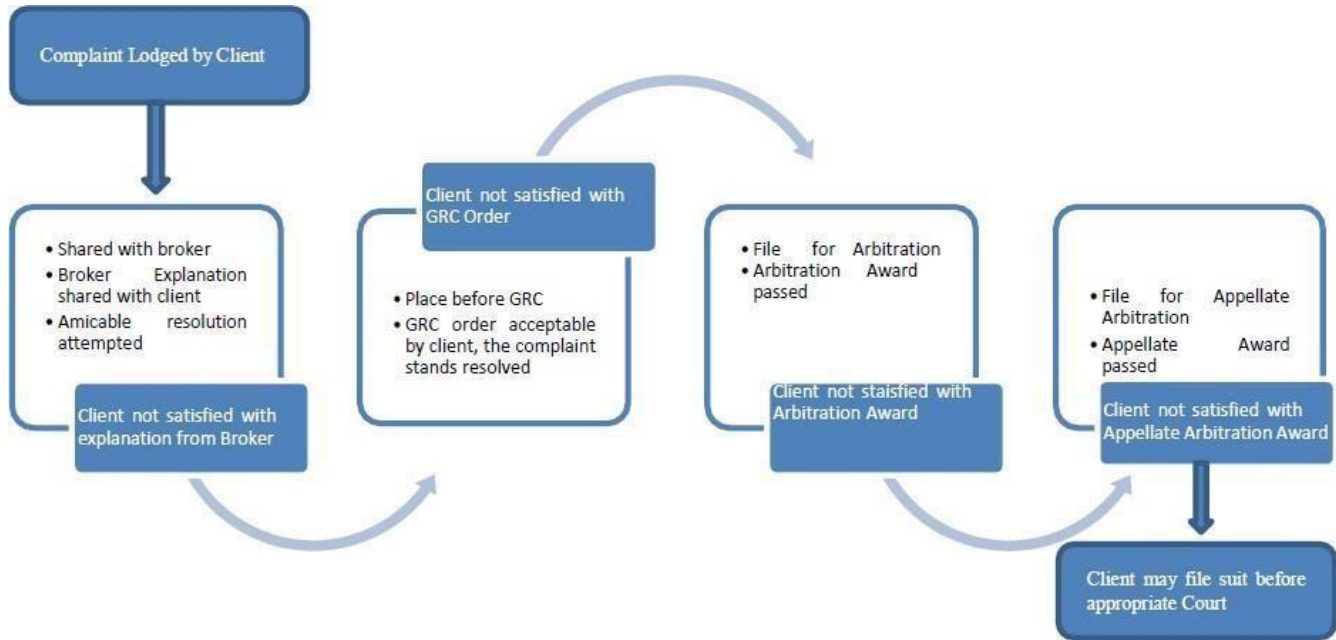 Complaint Lodged by Client
• Shared with broker
• Broker Explanation
shared with client
• Amicable resolution
attempted
Client not satisfied with
explanation from Broker
Client not satisfied with
GRC Order
• Place before GRC
• GRC order acceptable
by client, the complaint
stands resolved
• File for Arbitration
• Arbitration Award
passed
Client not staisfied with
Arbitration Award
• File for Appellate
Arbitration
• Appellate Award
passed
Client not satisfied with
Appellate Arbitration Award
Client may file suit before
appropriate Court